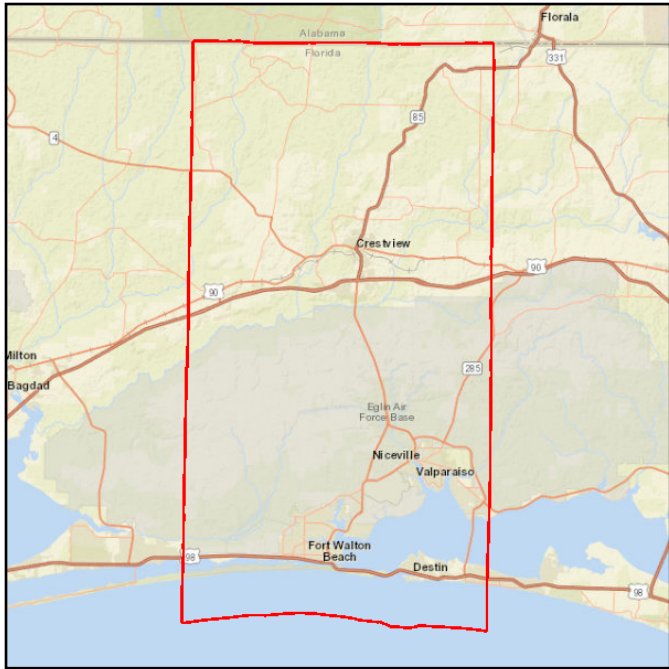 Florala
Alabama
Florida
331
85
4
Crestview
90
90
Milton
Bagdad
285
Eglin Air
Force Base
Niceville
Valparaiso
Fort Walton
Beach
98
Destin
98